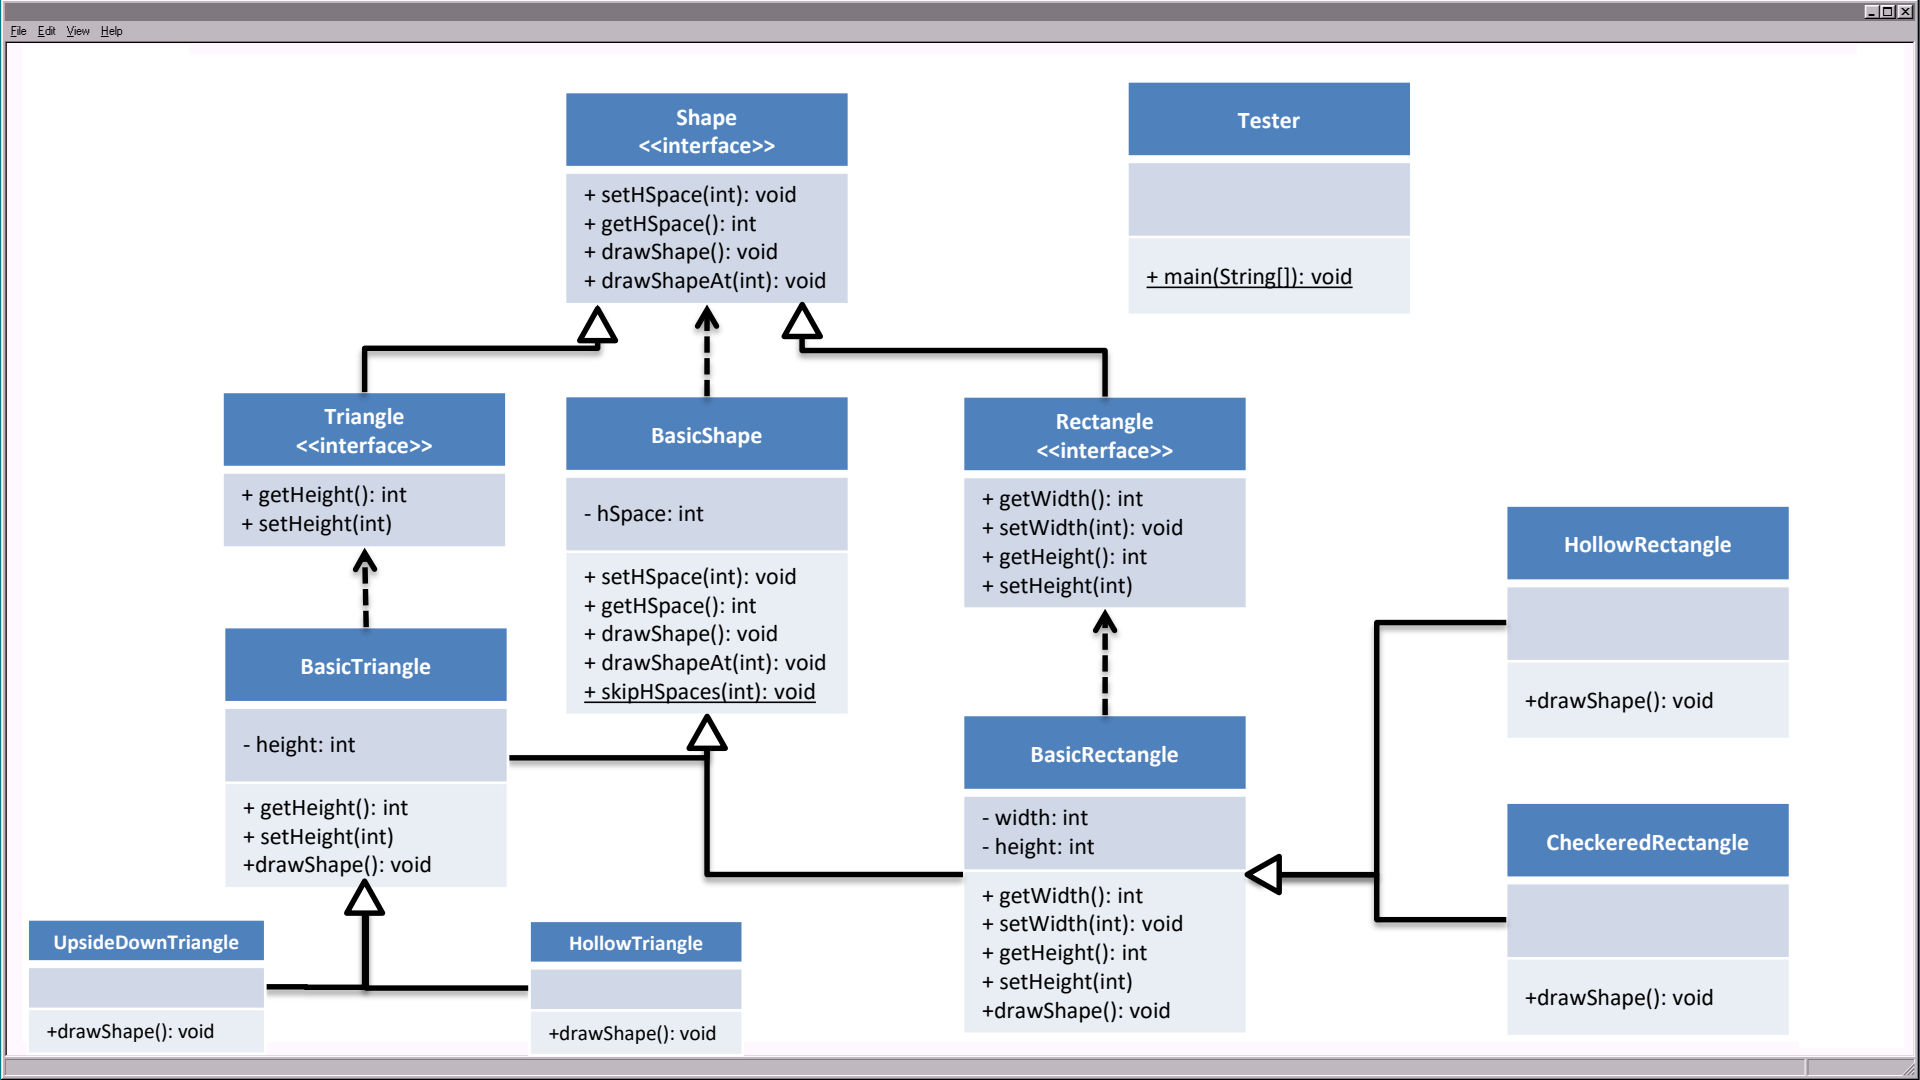 File Edit View Help
Shape
<<interface>>
+ setHSpace(int): void
+ getHSpace(): int
+ drawShape(): void
+ drawShapeAt(int): void
Tester
+ main(String[]): void
Triangle
<<interface>>
+ getHeight(): int
+ setHeight(int)
BasicShape
- hSpace: int
+ setHSpace(int): void
+ getHSpace(): int
+ drawShape(): void
+ drawShapeAt(int): void
+ skipHSpaces(int): void
Rectangle
<<interface>>
+ getWidth(): int
+ setWidth(int): void
+ getHeight(): int
+ setHeight(int)
HollowRectangle
+drawShape(): void
BasicTriangle
- height: int
+ getHeight(): int
+ setHeight(int)
+drawShape(): void
BasicRectangle
- width: int
- height: int
+ getWidth(): int
+ setWidth(int): void
+ getHeight(): int
+ setHeight(int)
+drawShape(): void
CheckeredRectangle
+drawShape(): void
UpsideDownTriangle
+drawShape(): void
HollowTriangle
+drawShape(): void